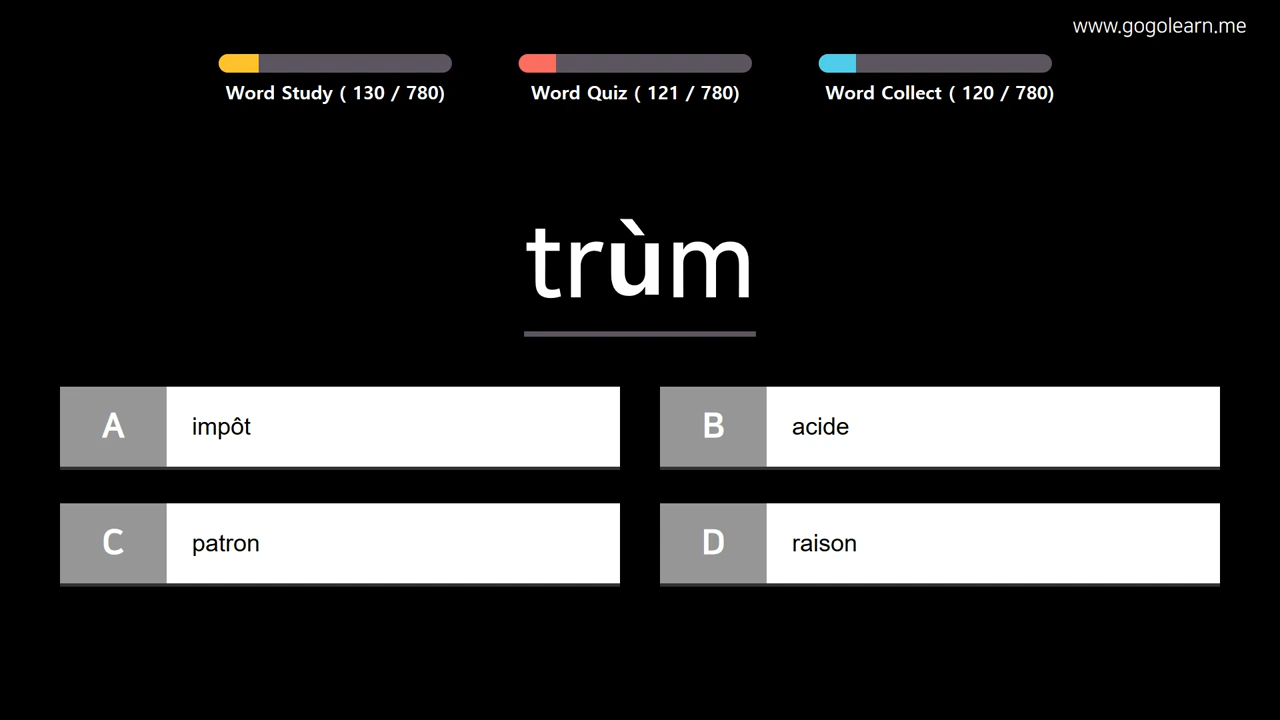 www.gogolearn.me
Word Study ( 130 / 780)
Word Quiz ( 121 / 780)
Word Collect ( 120 / 780)
trùm
A impôt
B acide
C patron
D raison